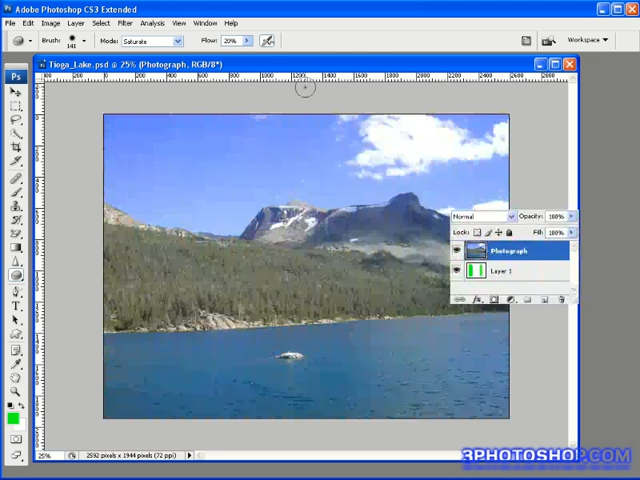 Adobe Photoshop CS3 Extended
File Edit Image Layer Select Filter Analysis View Window Help
Brush: 141 Mode: Saturate Flow: 20% Workspace
Ps
Tioga_Lake.psd @ 25% (Photograph, RGB/8*)
Normal Opacity: 100%
Lock: Fill: 100%
Photograph
Layer 1
25% 2592 pixels x 1944 pixels (72 ppi)
3PHOTOSHOP.COM